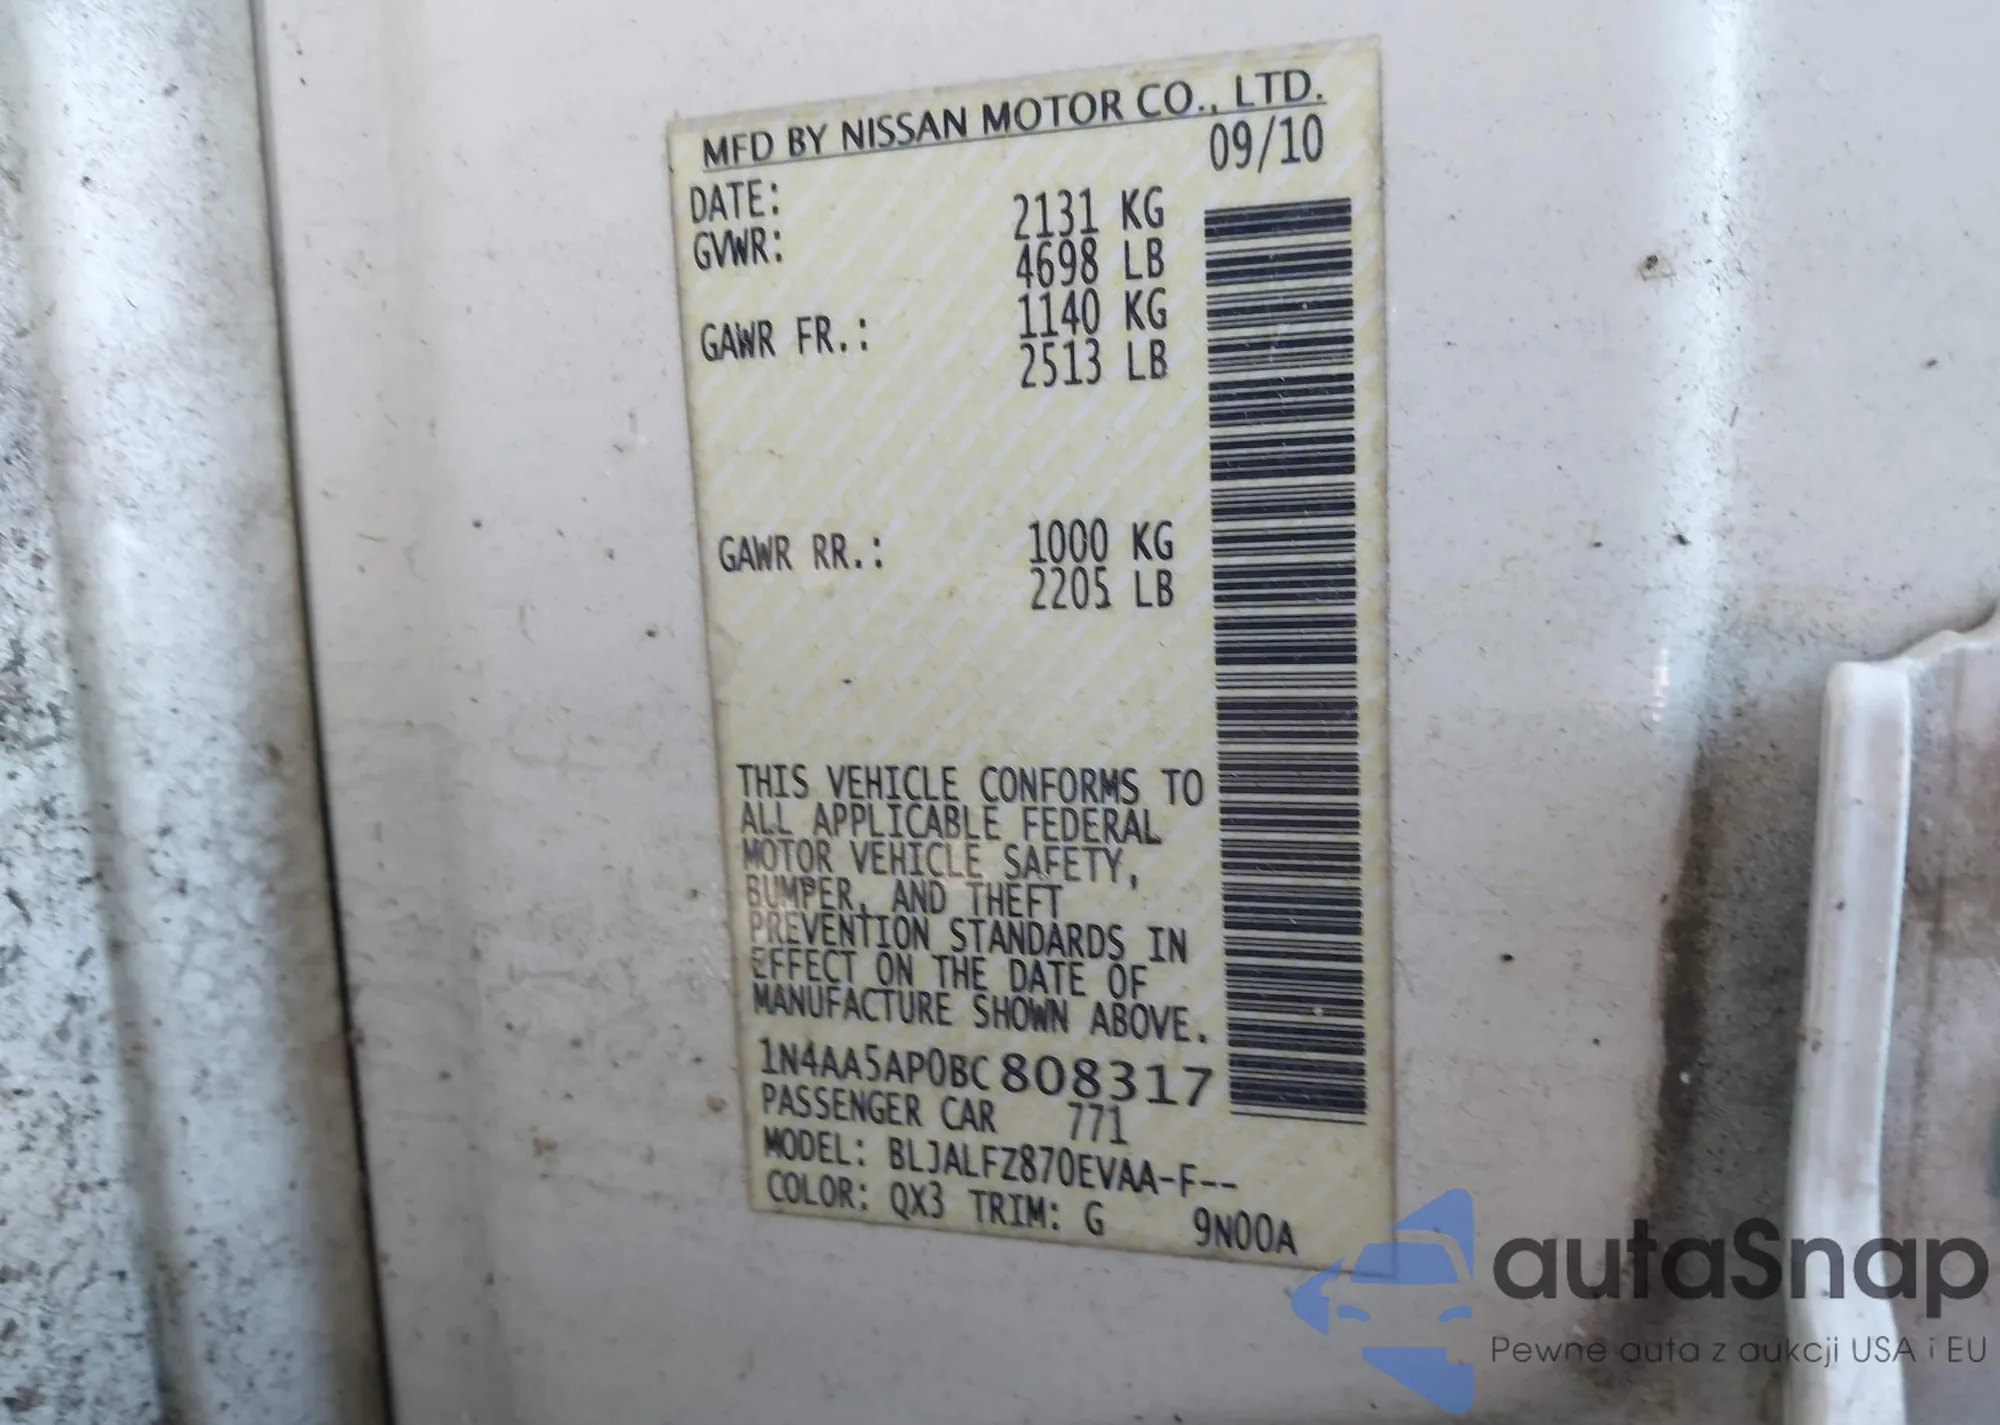 MFD BY NISSAN MOTOR CO., LTD.
DATE: 09/10
GVWR: 2131 KG
4698 LB
GAWR FR.: 1140 KG
2513 LB
GAWR RR.: 1000 KG
2205 LB
THIS VEHICLE CONFORMS TO
ALL APPLICABLE FEDERAL
MOTOR VEHICLE SAFETY,
BUMPER, AND THEFT
PREVENTION STANDARDS IN
EFFECT ON THE DATE OF
MANUFACTURE SHOWN ABOVE.
1N4AA5AP0BC808317
PASSENGER CAR 771
MODEL: BLJALFZ870EVAA-F--
COLOR: QX3 TRIM: G 9N00A
autaSnap
Pewne auta z aukcji USA i EU